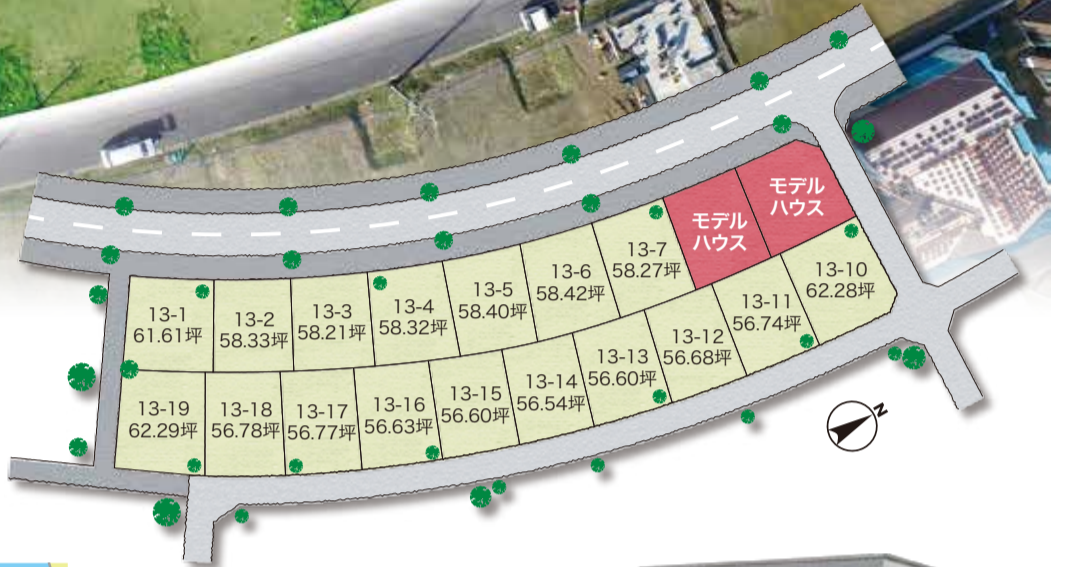 モデル
ハウス
モデル
ハウス
13-1
61.61坪
13-2
58.33坪
13-3
58.21坪
13-4
58.32坪
13-5
58.40坪
13-6
58.42坪
13-7
58.27坪
13-10
62.28坪
13-11
56.74坪
13-12
56.68坪
13-13
56.60坪
13-14
56.54坪
13-15
56.60坪
13-16
56.63坪
13-17
56.77坪
13-18
56.78坪
13-19
62.29坪
N